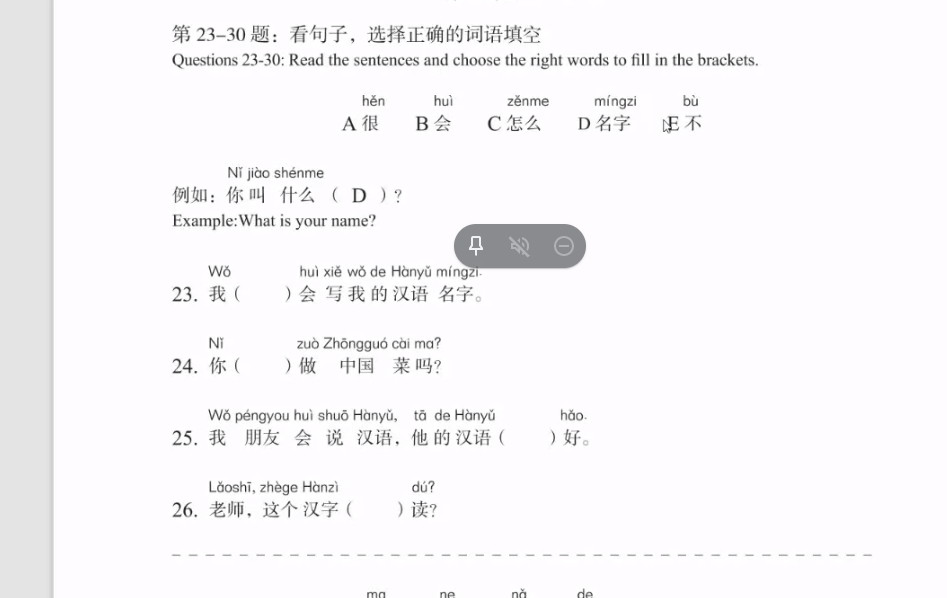 第 23–30 题：看句子，选择正确的词语填空
Questions 23-30: Read the sentences and choose the right words to fill in the brackets.
hěn huì zěnme míngzi bù
A 很 B 会 C 怎么 D 名字 E 不
Nǐ jiào shénme
例如：你 叫 什么 （ D ）？
Example:What is your name?
Wǒ huì xiě wǒ de Hànyǔ míngzi.
23. 我（ ）会 写 我 的 汉语 名字。
Nǐ zuò Zhōngguó cài ma?
24. 你（ ）做 中国 菜 吗？
Wǒ péngyou huì shuō Hànyǔ, tā de Hànyǔ hǎo.
25. 我 朋友 会 说 汉语，他 的 汉语（ ）好。
Lǎoshī, zhège Hànzì dú?
26. 老师，这个 汉字（ ）读？
ma ne nǎ de